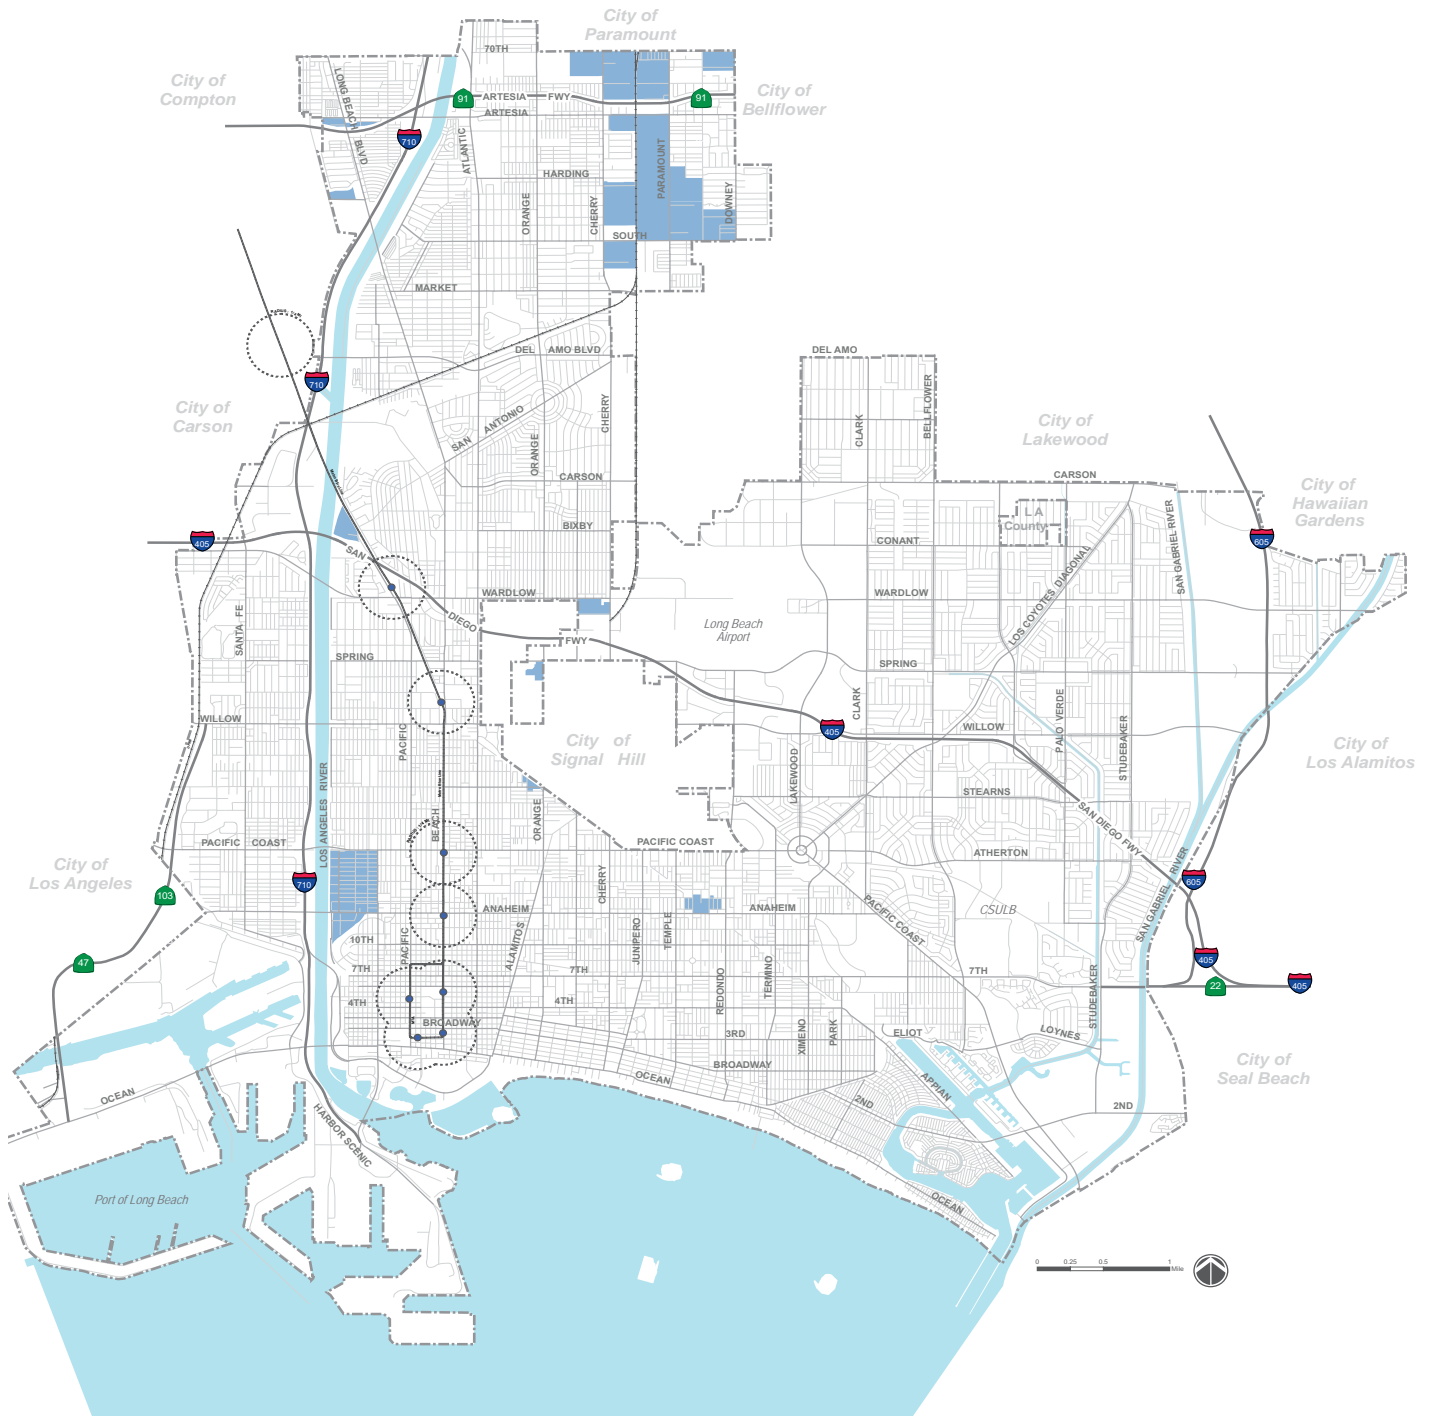 City of
Paramount
70TH
City of
Compton
LONG BEACH
BLVD
91
ARTESIA FWY
91
City of
Bellflower
ARTESIA
710
ATLANTIC
HARDING
PARAMOUNT
ORANGE
CHERRY
DOWNEY
SOUTH
MARKET
DEL AMO BLVD
DEL AMO
710
City of
Carson
SAN ANTONIO
CHERRY
CLARK
BELLFLOWER
City of
Lakewood
ORANGE
CARSON
CARSON
City of
Hawaiian
Gardens
LA
County
BIXBY
CONANT
SAN GABRIEL RIVER
405
605
SAN
DIEGO
FWY
WARDLOW
WARDLOW
LOS COYOTES DIAGONAL
SANTA FE
Long Beach
Airport
SPRING
SPRING
WILLOW
PACIFIC
CLARK
WILLOW
PALO VERDE
STUDEBAKER
City of
Signal Hill
405
City of
Los Alamitos
LOS ANGELES RIVER
LAKEWOOD
STEARNS
BEACH
ORANGE
SAN DIEGO FWY
PACIFIC COAST
PACIFIC COAST
ATHERTON
City of
Los Angeles
710
103
CHERRY
SAN GABRIEL RIVER
605
ANAHEIM
ANAHEIM
PACIFIC COAST
CSULB
10TH
PACIFIC
ALAMITOS
JUNIPERO
TEMPLE
47
7TH
7TH
REDONDO
TERMINO
7TH
405
22
405
4TH
4TH
STUDEBAKER
BROADWAY
3RD
XIMENO
PARK
ELIOT
LOYNES
BROADWAY
City of
Seal Beach
OCEAN
OCEAN
APPIAN
2ND
2ND
HARBOR SCENIC
Port of Long Beach
OCEAN
0 0.25 0.5 1
Mile